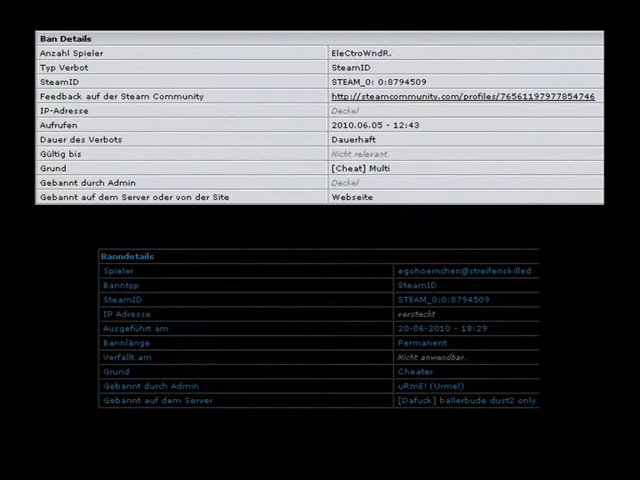 Ban Details
Anzahl Spieler EleCtroWndR.
Typ Verbot SteamID
SteamID STEAM_0: 0:8794509
Feedback auf der Steam Community http://steamcommunity.com/profiles/76561197977854746
IP-Adresse Deckel
Aufrufen 2010.06.05 - 12:43
Dauer des Verbots Dauerhaft
Gültig bis Nicht relevant.
Grund [Cheat] Multi
Gebannt durch Admin Deckel
Gebannt auf dem Server oder von der Site Webseite
Banndetails
Spieler egohoernchen@streifenskilled
Banntyp SteamID
SteamID STEAM_0:0:8794509
IP Adresse versteckt
Ausgeführt am 20-06-2010 - 18:29
Bannlänge Permanent
Verfällt am Nicht anwendbar.
Grund Cheater
Gebannt durch Admin uRmE! (Urmel)
Gebannt auf dem Server [Dafuck] ballerbude dust2 only